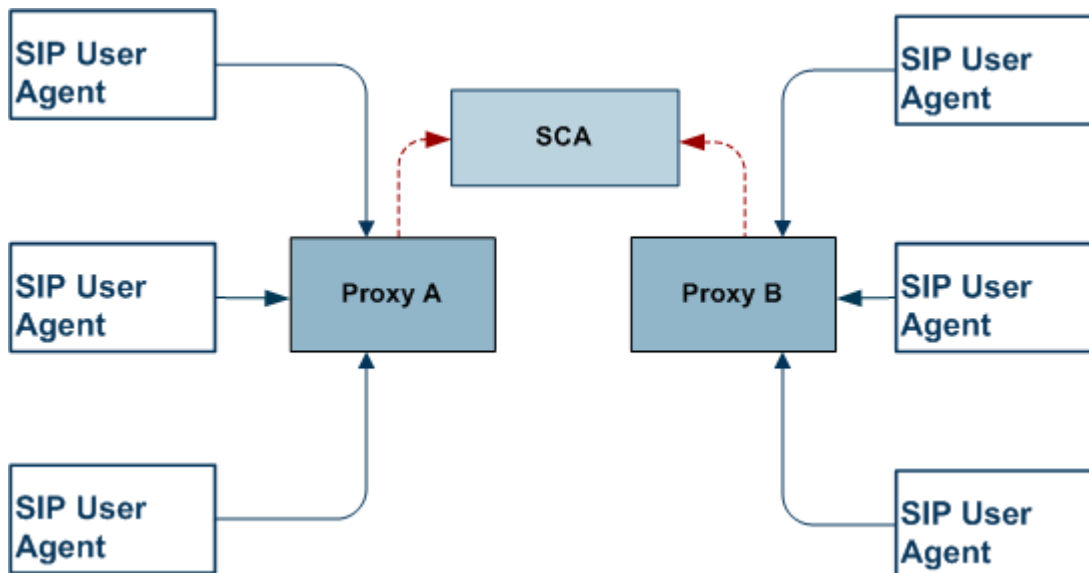 SIP User
Agent
SIP User
Agent
SCA
SIP User
Agent
Proxy A
Proxy B
SIP User
Agent
SIP User
Agent
SIP User
Agent